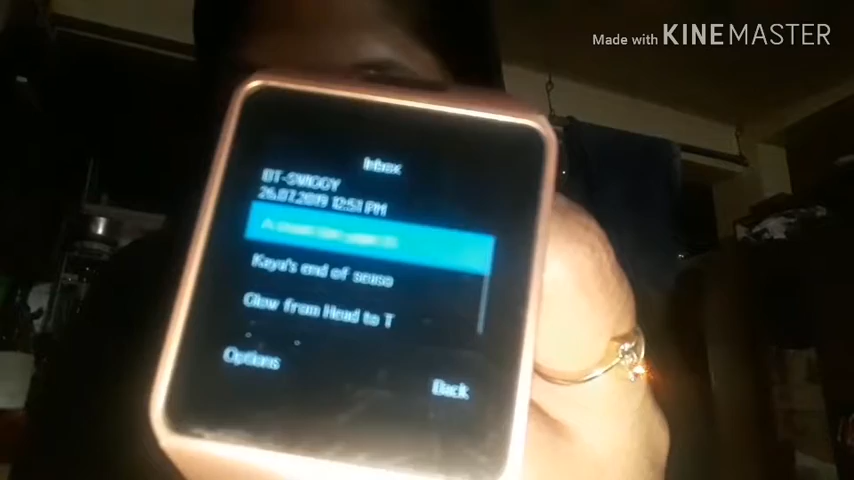 Made with KINEMASTER
Inbox
BT-SWIGGY
26.07.2019 12:51 PM
Kaya's end of seaso
Glow from Head to T
Options
Back